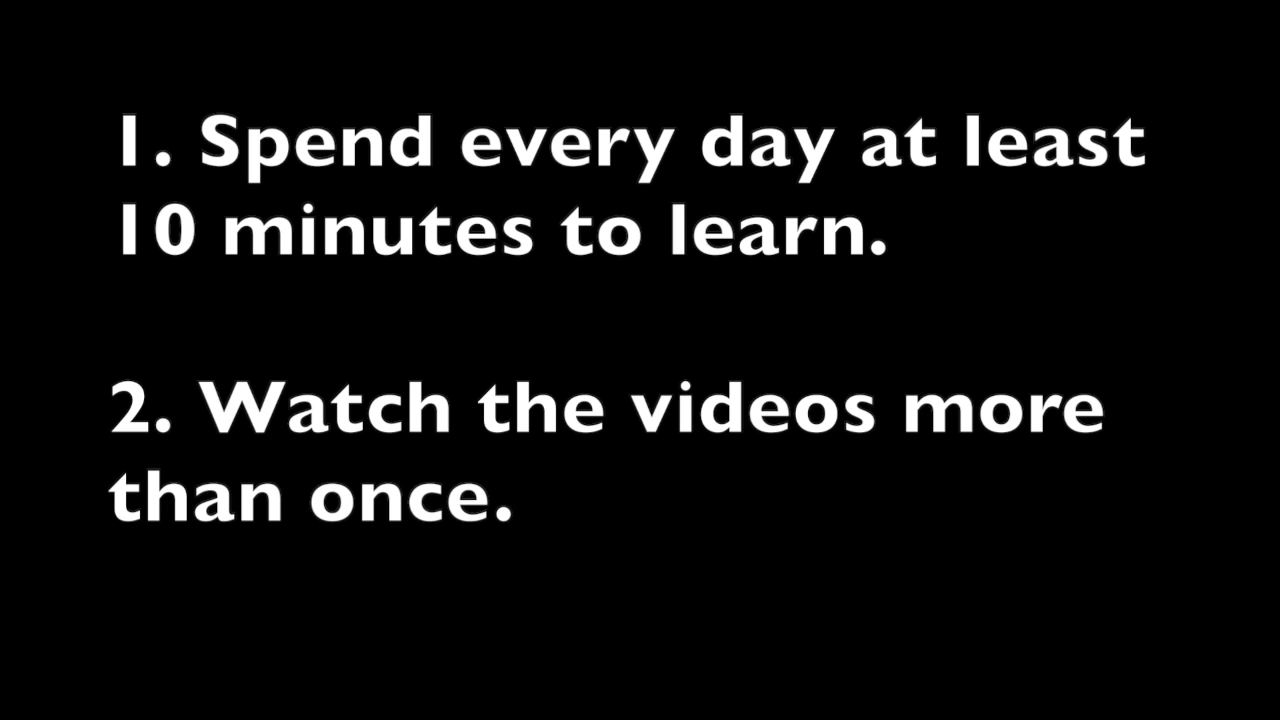 1. Spend every day at least
10 minutes to learn.
2. Watch the videos more
than once.